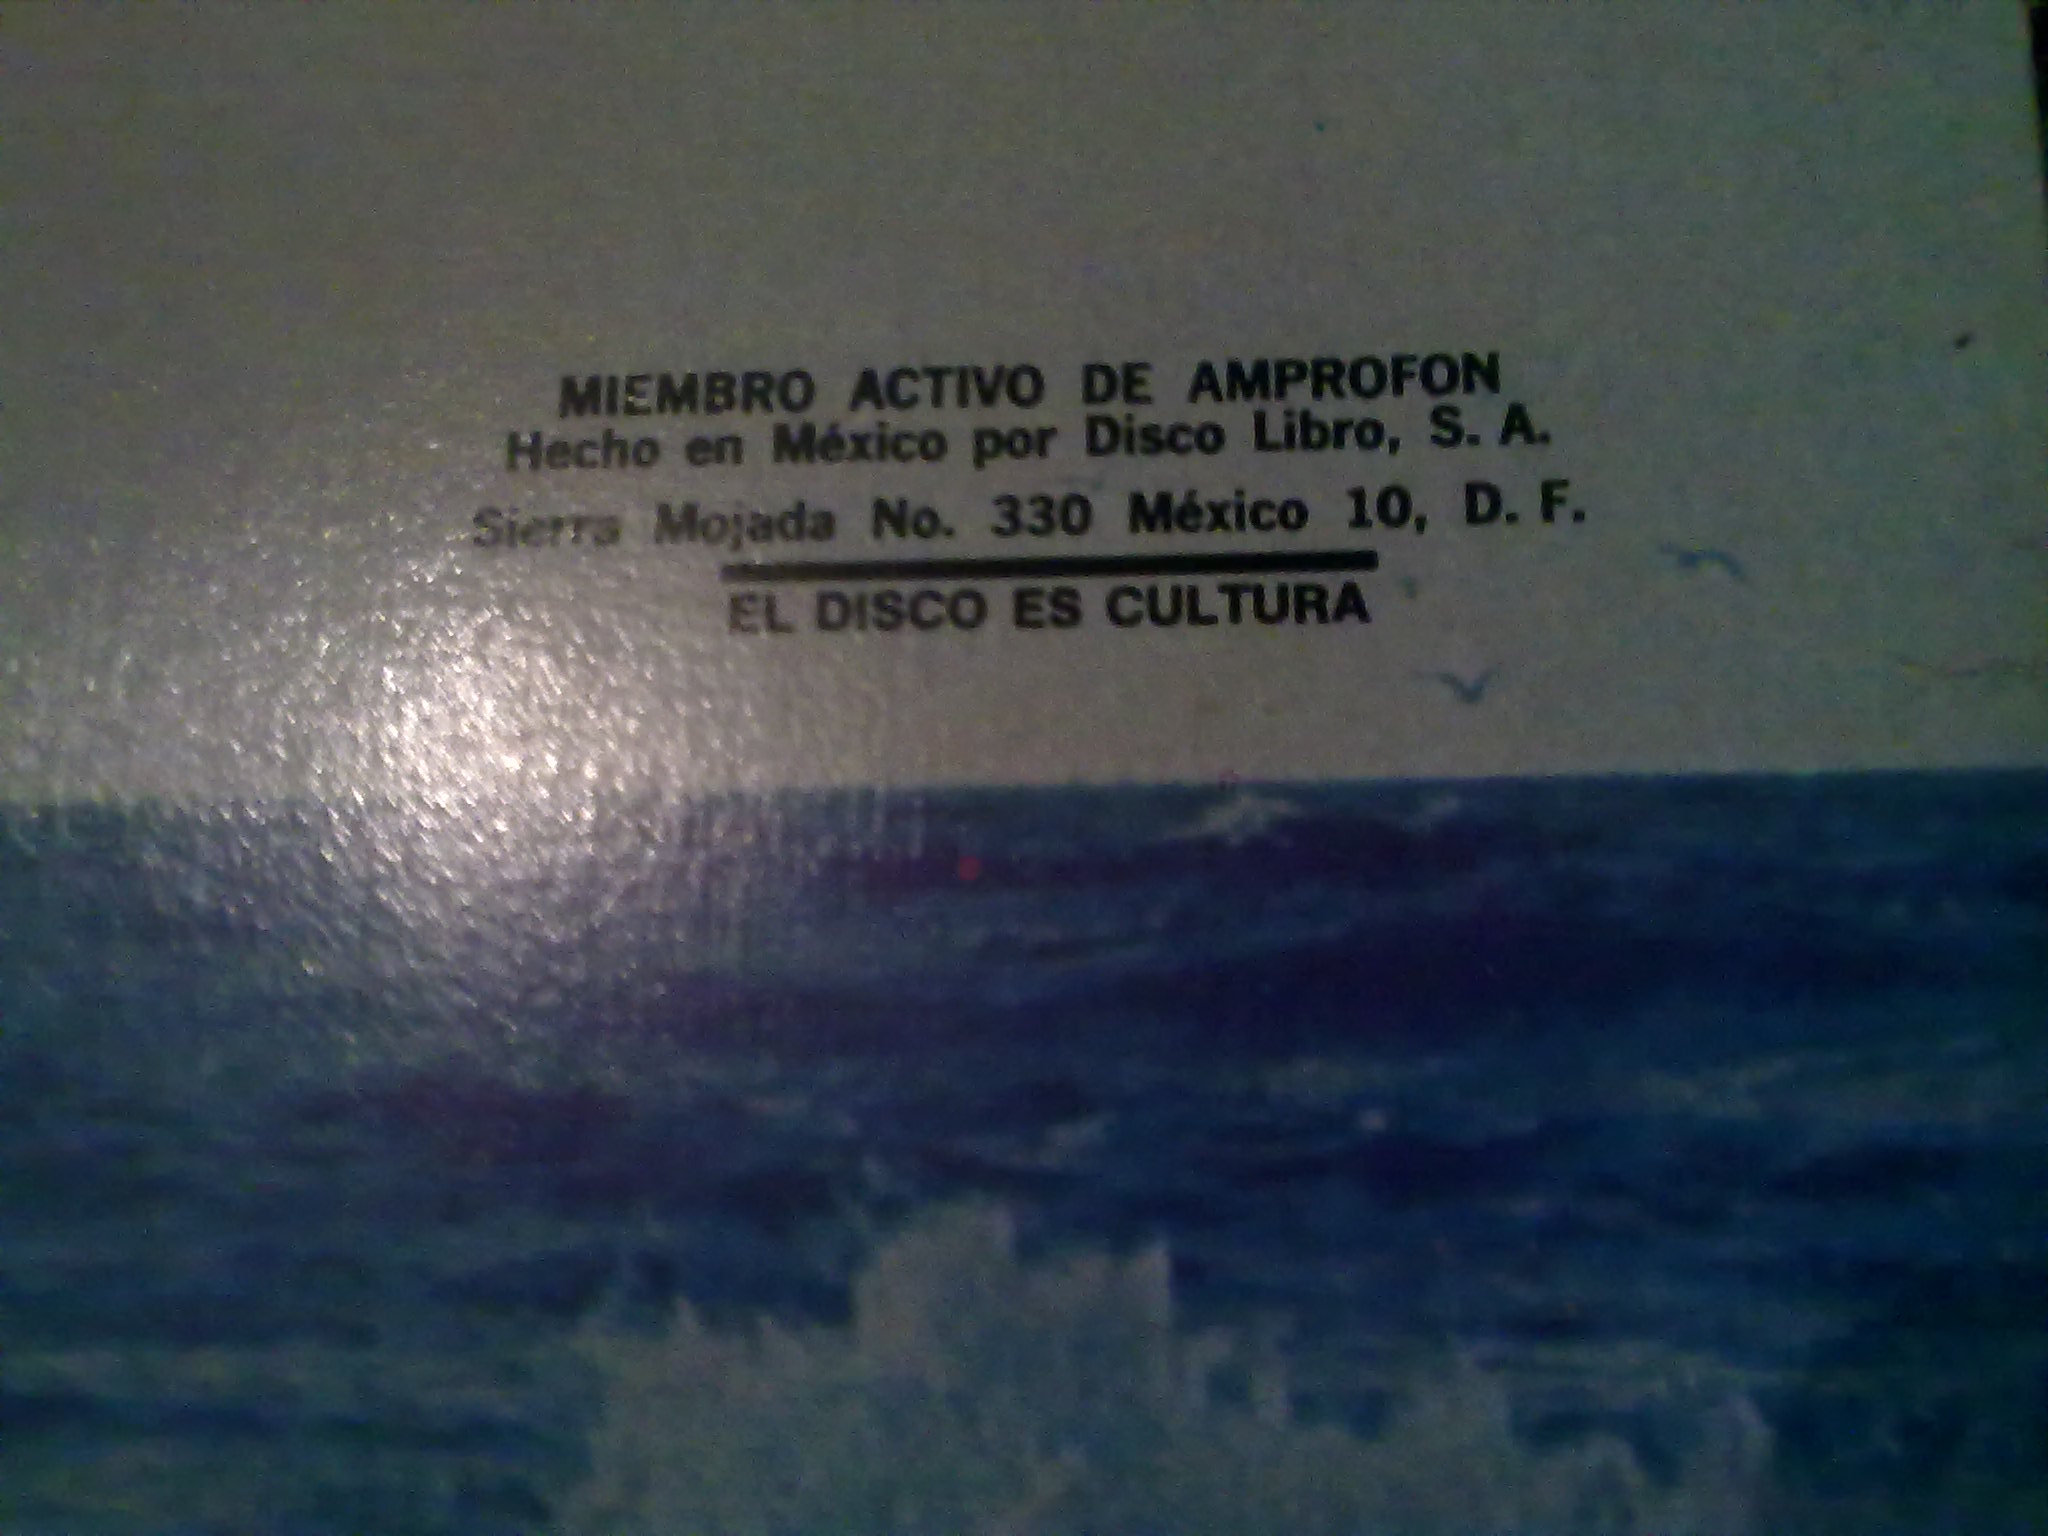 MIEMBRO ACTIVO DE AMPROFON
Hecho en México por Disco Libro, S. A.
Sierra Mojada No. 330 México 10, D. F.
EL DISCO ES CULTURA